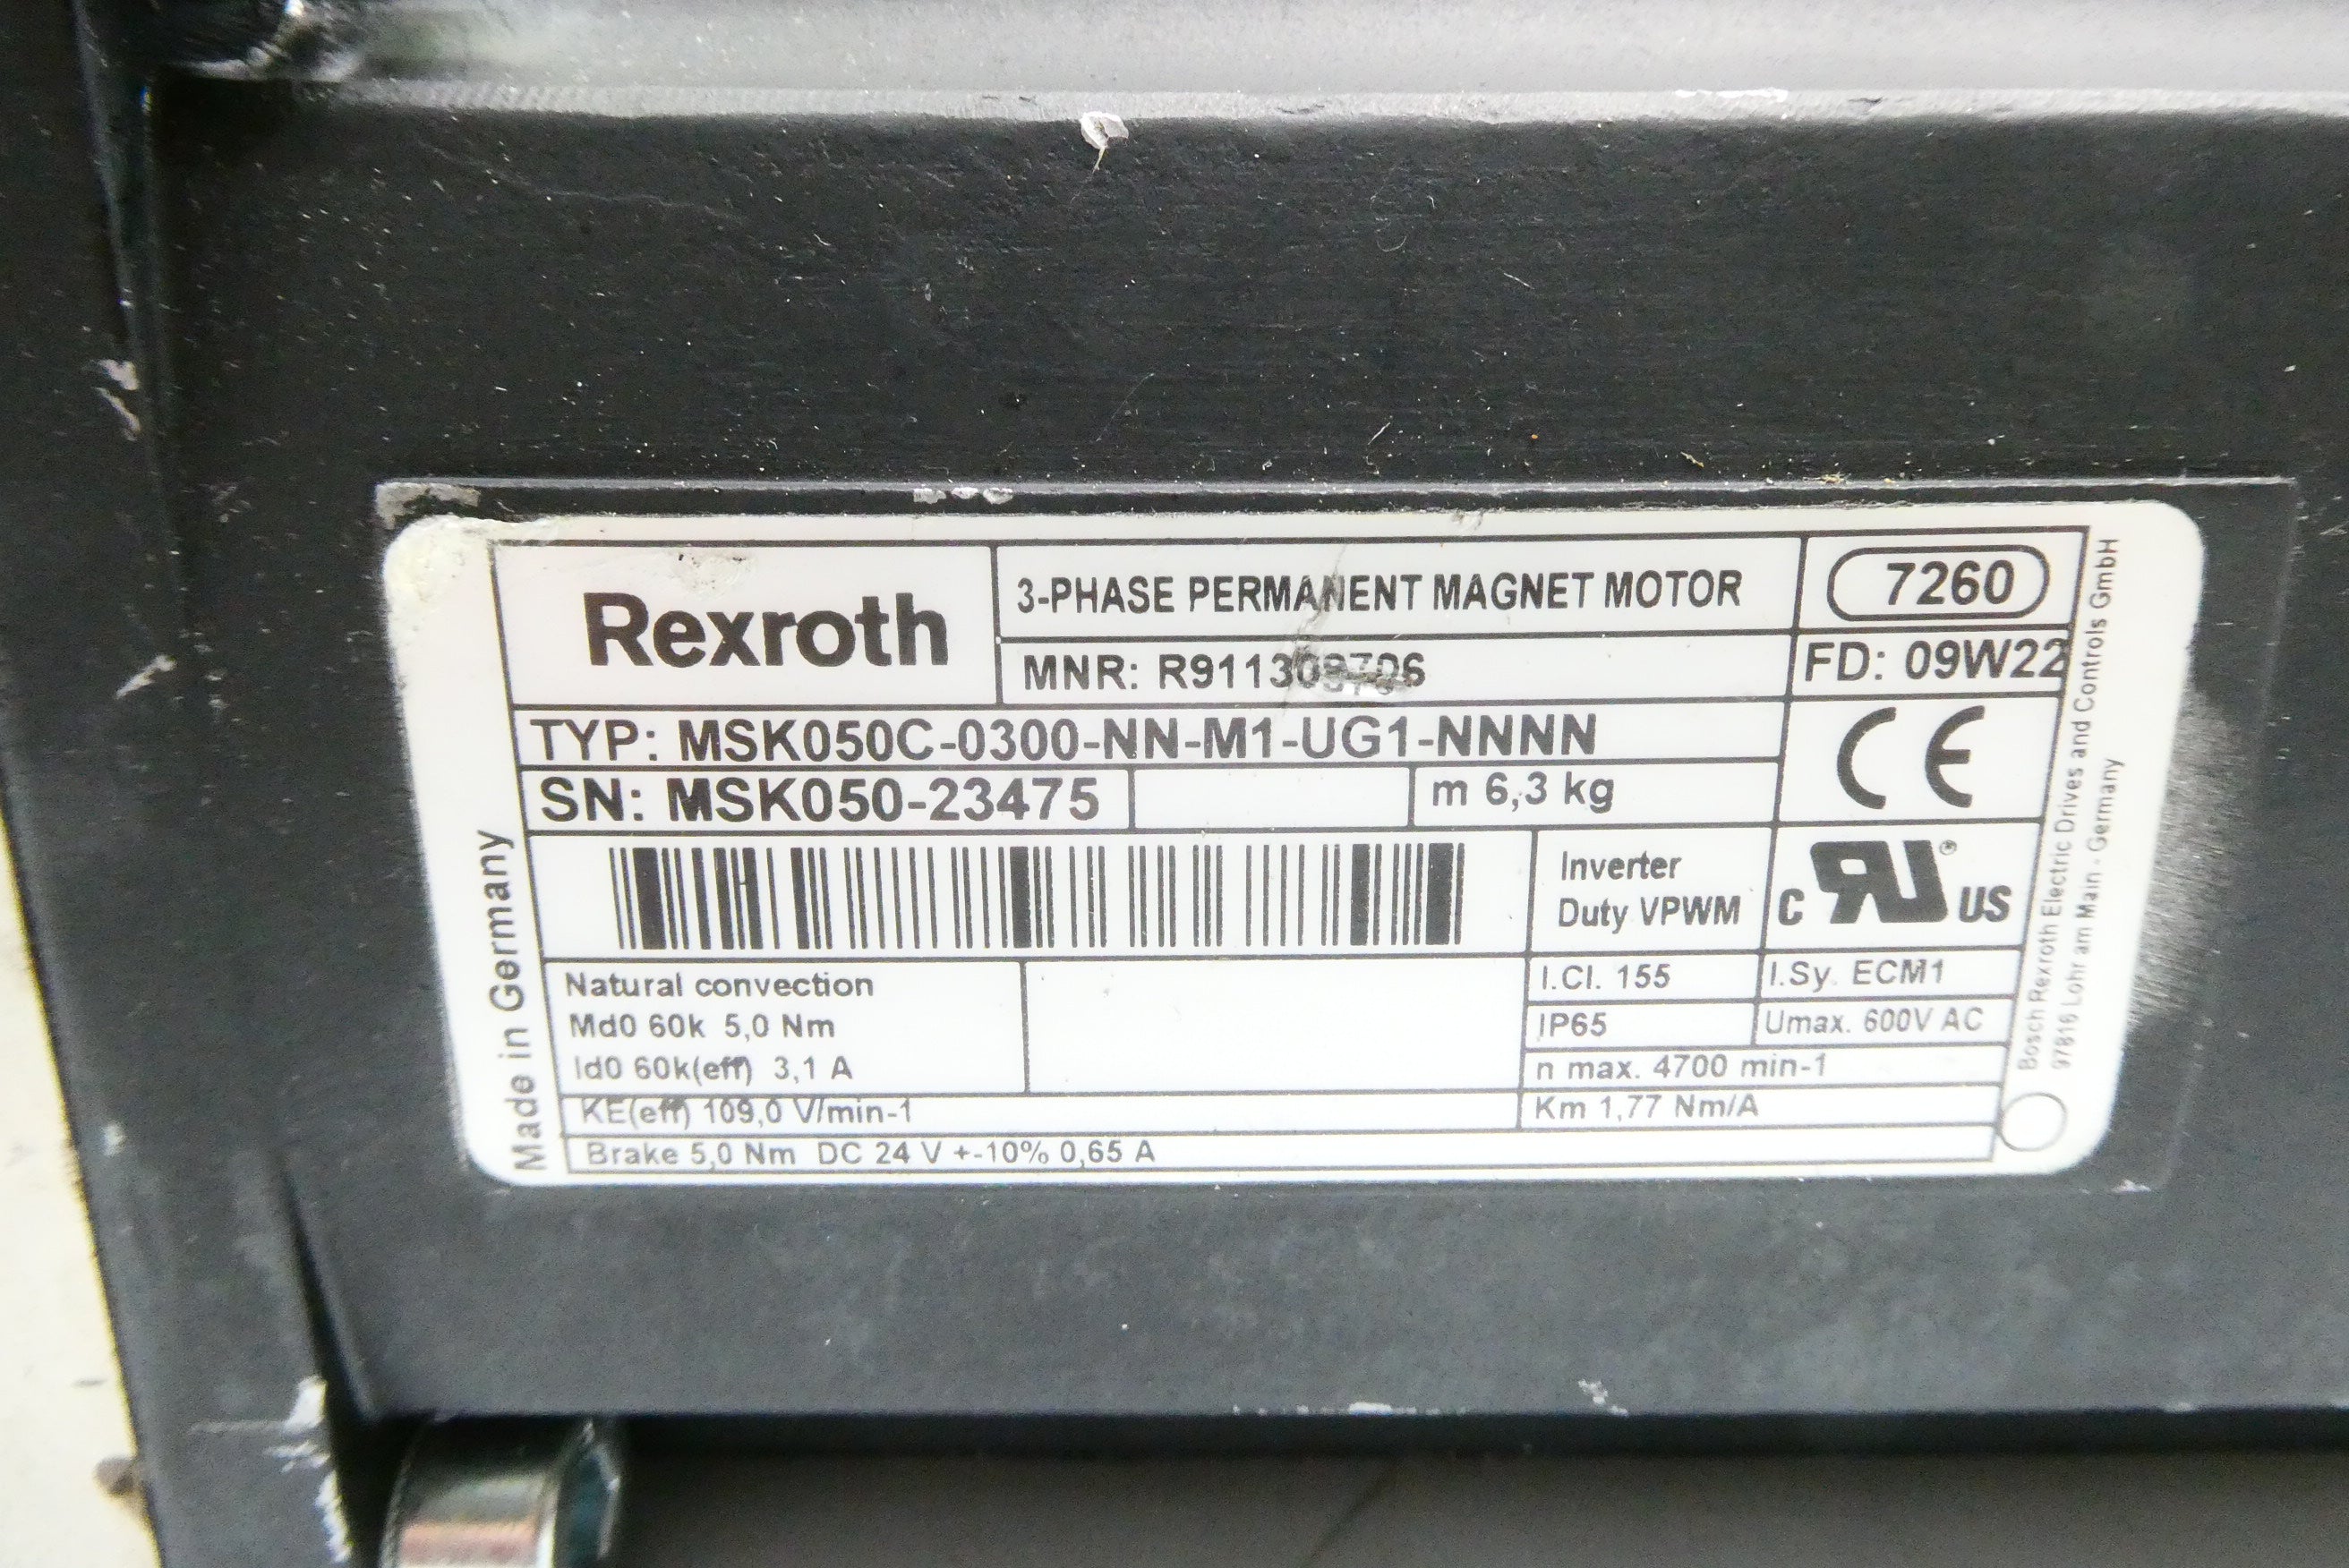 Rexroth
3-PHASE PERMANENT MAGNET MOTOR
7260
MNR:
FD: 09W22
TYP: MSK050C-0300-NN-M1-UG1-NNNN
SN: MSK050-23475
m 6,3 kg
CE
Inverter
Duty VPWM
C RU ® US
Natural convection
Md0 60k 5,0 Nm
Id0 60k(eff) 3,1 A
I.Cl. 155
I.Sy. ECM1
IP65
Umax. 600V AC
n max. 4700 min-1
KE(eff) 109,0 V/min-1
Km 1,77 Nm/A
Brake 5,0 Nm DC 24 V +-10% 0,65 A
Made in Germany
Bosch Rexroth Electric Drives and Controls GmbH
97816 Lohr am Main - Germany